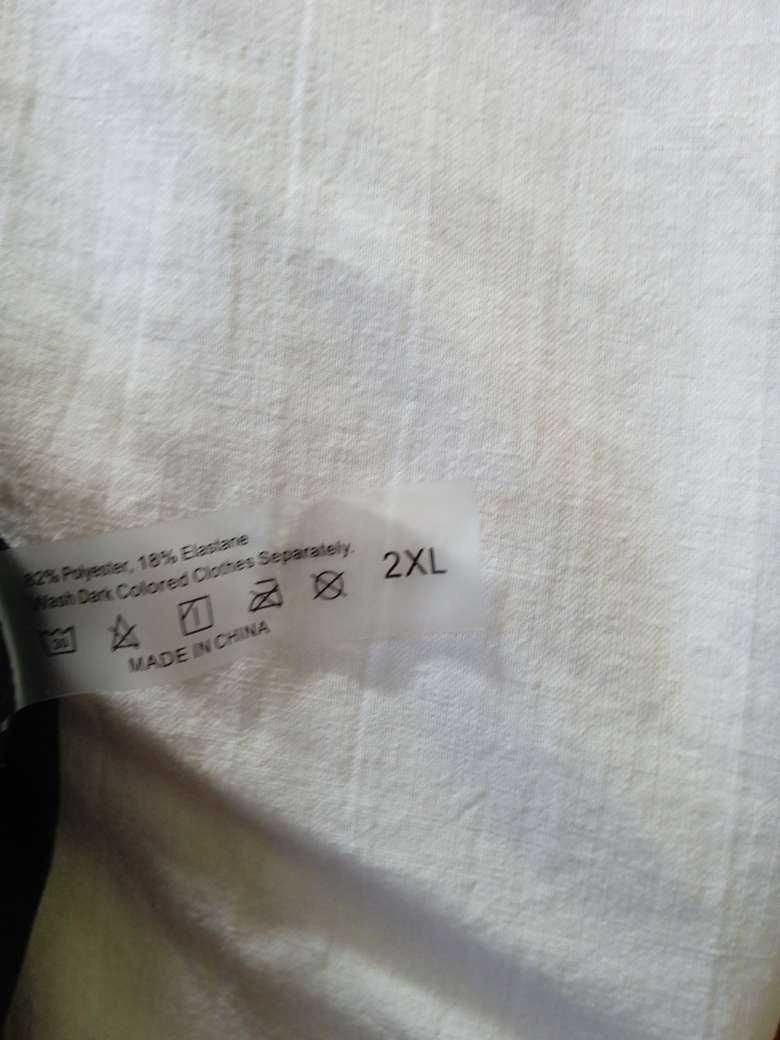 82% Polyester, 18% Elastane
Wash Dark Colored Clothes Separately.
30
MADE IN CHINA
2XL